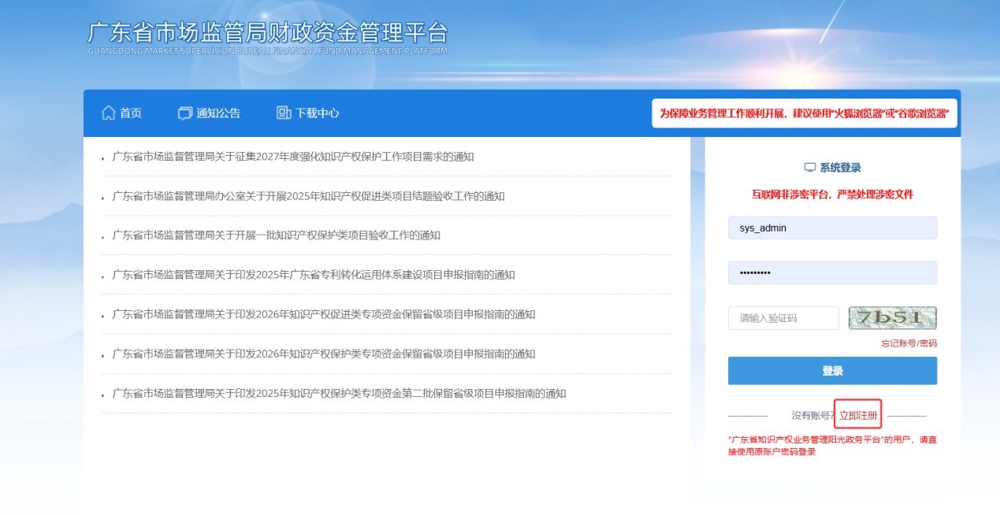 广东省市场监管局财政资金管理平台
GUANGDONG MARKET SUPERVISION BUREAU FINANCIAL FUND MANAGEMENT PLATFORM
首页 通知公告 下载中心
为保障业务管理工作顺利开展，建议使用"火狐浏览器"或"谷歌浏览器"
广东省市场监督管理局关于征集2027年度强化知识产权保护工作项目需求的通知
广东省市场监督管理局办公室关于开展2025年知识产权促进类项目结题验收工作的通知
广东省市场监督管理局关于开展一批知识产权保护类项目验收工作的通知
广东省市场监督管理局关于印发2025年广东省专利转化运用体系建设项目申报指南的通知
广东省市场监督管理局关于印发2026年知识产权促进类专项资金保留省级项目申报指南的通知
广东省市场监督管理局关于印发2026年知识产权保护类专项资金保留省级项目申报指南的通知
广东省市场监督管理局关于印发2025年知识产权保护类专项资金第二批保留省级项目申报指南的通知
系统登录
互联网非涉密平台，严禁处理涉密文件
sys_admin
•••••••••
请输入验证码 7b51
忘记账号/密码
登录
------------- 没有账号? 立即注册 -------------
"广东省知识产权业务管理阳光政务平台"的用户，请直
接使用原账户密码登录